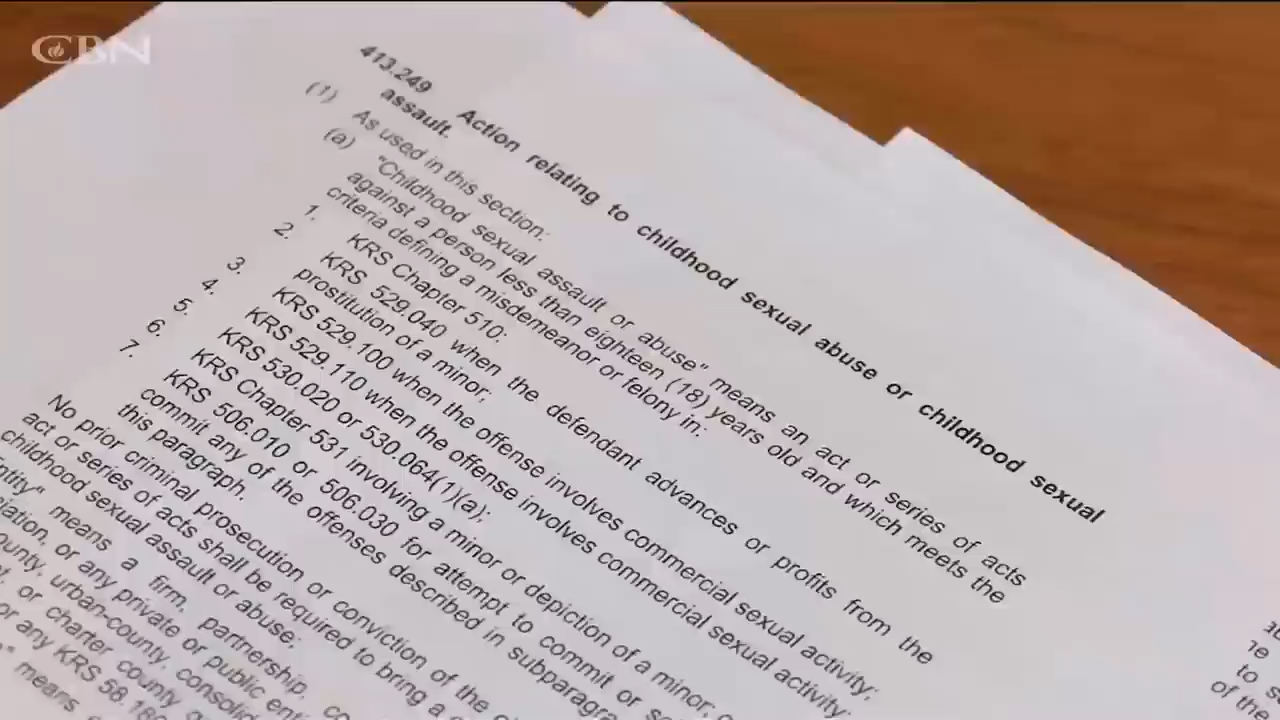 CBN
413.249 Action relating to childhood sexual abuse or childhood sexual
assault.
(1) As used in this section:
(a) "Childhood sexual assault or abuse" means an act or series of acts
against a person less than eighteen (18) years old and which meets the
criteria defining a misdemeanor or felony in:
1. KRS Chapter 510;
2. KRS 529.040 when the defendant advances or profits from the
prostitution of a minor;
3. KRS 529.100 when the offense involves commercial sexual activity;
4. KRS 529.110 when the offense involves commercial sexual activity;
5. KRS 530.020 or 530.064(1)(a);
6. KRS Chapter 531 involving a minor or depiction of a minor;
7. KRS 506.010 or 506.030 for attempt to commit or
commit any of the offenses described in
this paragraph.
No prior criminal prosecution or conviction of the
act or series of acts shall be required to bring a
childhood sexual assault or abuse;
means a firm, partnership,
or any private or public
urban-county,
or charter county
or any KRS
means
to
of the